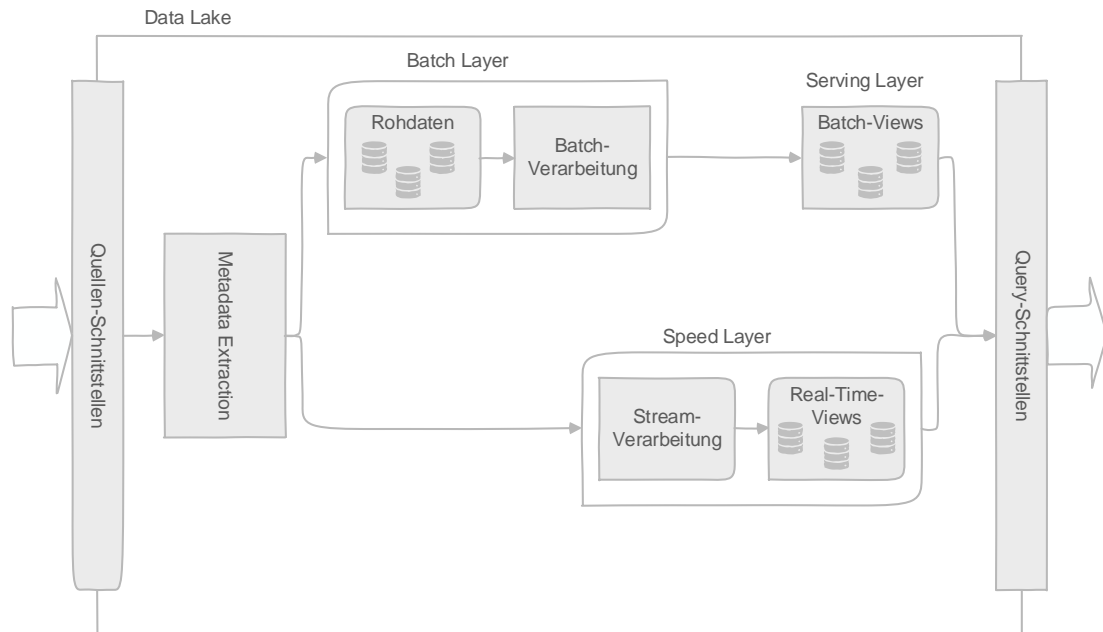 Data Lake
Batch Layer
Serving Layer
Rohdaten
Batch-
Verarbeitung
Batch-Views
Quellen-Schnittstellen
Metadata Extraction
Query-Schnittstellen
Speed Layer
Stream-
Verarbeitung
Real-Time-
Views